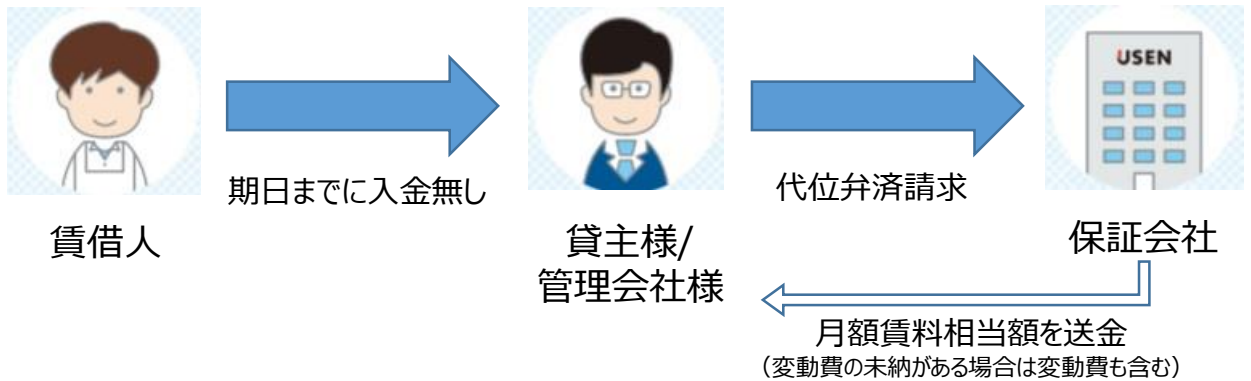 USEN
期日までに入金無し
代位弁済請求
賃借人
貸主様/
管理会社様
保証会社
月額賃料相当額を送金
（変動費の未納がある場合は変動費も含む）